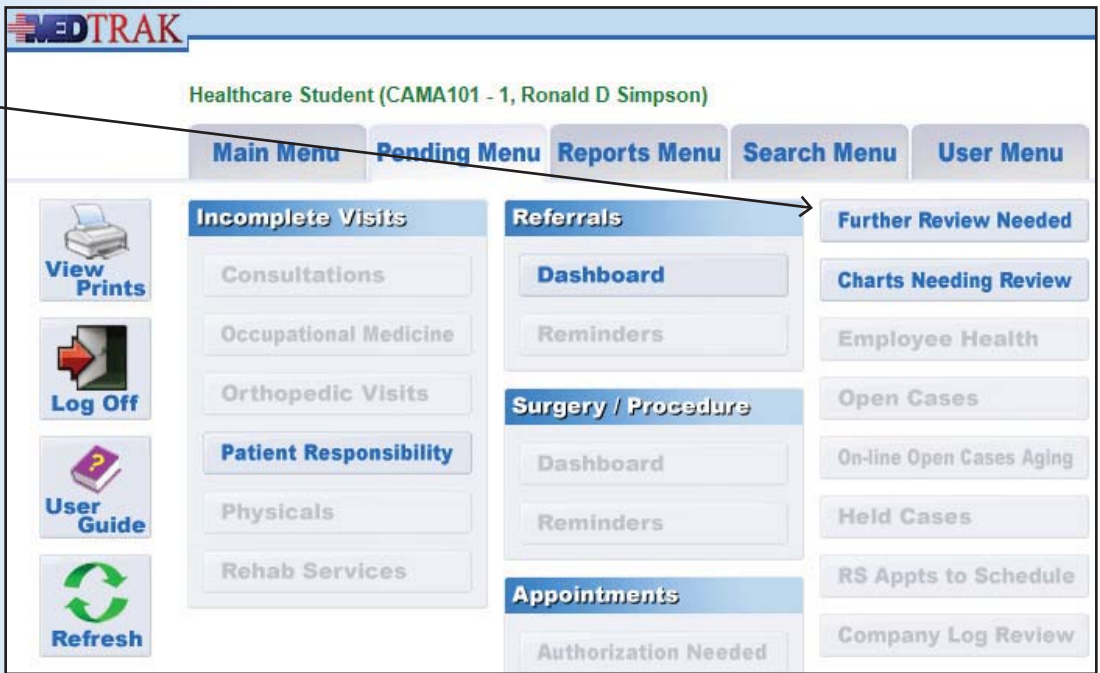 MEDTRAK
Healthcare Student (CAMA101 - 1, Ronald D Simpson)
Main Menu
Pending Menu
Reports Menu
Search Menu
User Menu
View
Prints
Log Off
User
Guide
Refresh
Incomplete Visits
Consultations
Occupational Medicine
Orthopedic Visits
Patient Responsibility
Physicals
Rehab Services
Referrals
Dashboard
Reminders
Surgery / Procedure
Dashboard
Reminders
Appointments
Authorization Needed
Further Review Needed
Charts Needing Review
Employee Health
Open Cases
On-line Open Cases Aging
Held Cases
RS Appts to Schedule
Company Log Review